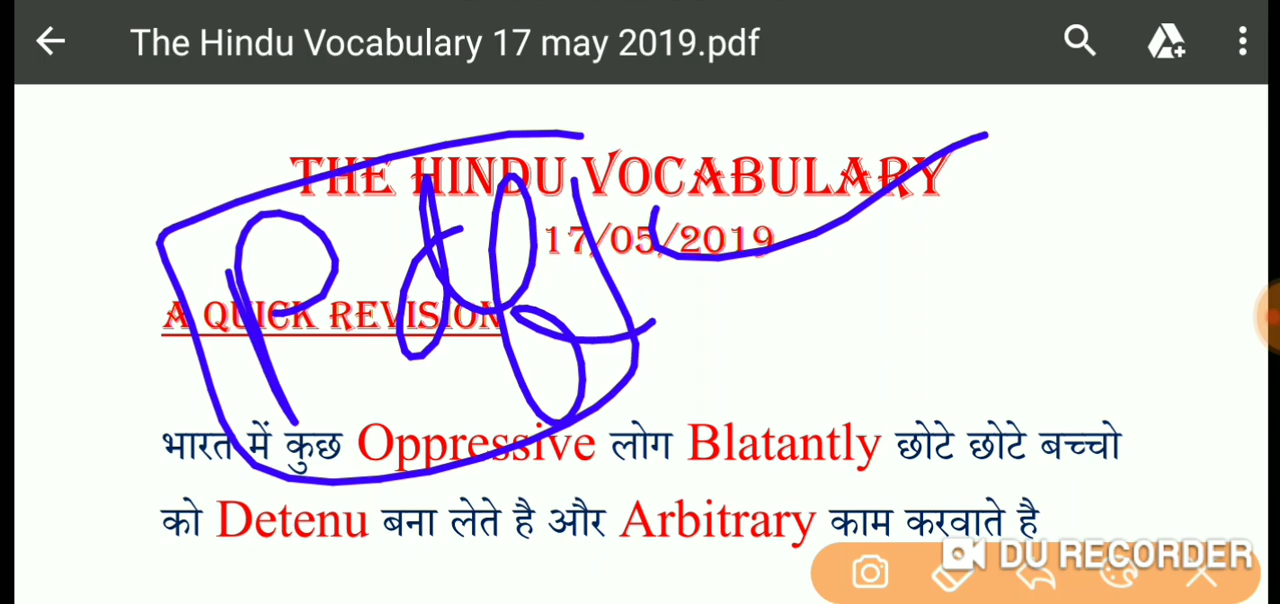 The Hindu Vocabulary 17 may 2019.pdf
THE HINDU VOCABULARY
17/05/2019
A QUICK REVISION
Pdf
भारत में कुछ Oppressive लोग Blatantly छोटे छोटे बच्चो
को Detenu बना लेते है और Arbitrary काम करवाते है
DU RECORDER